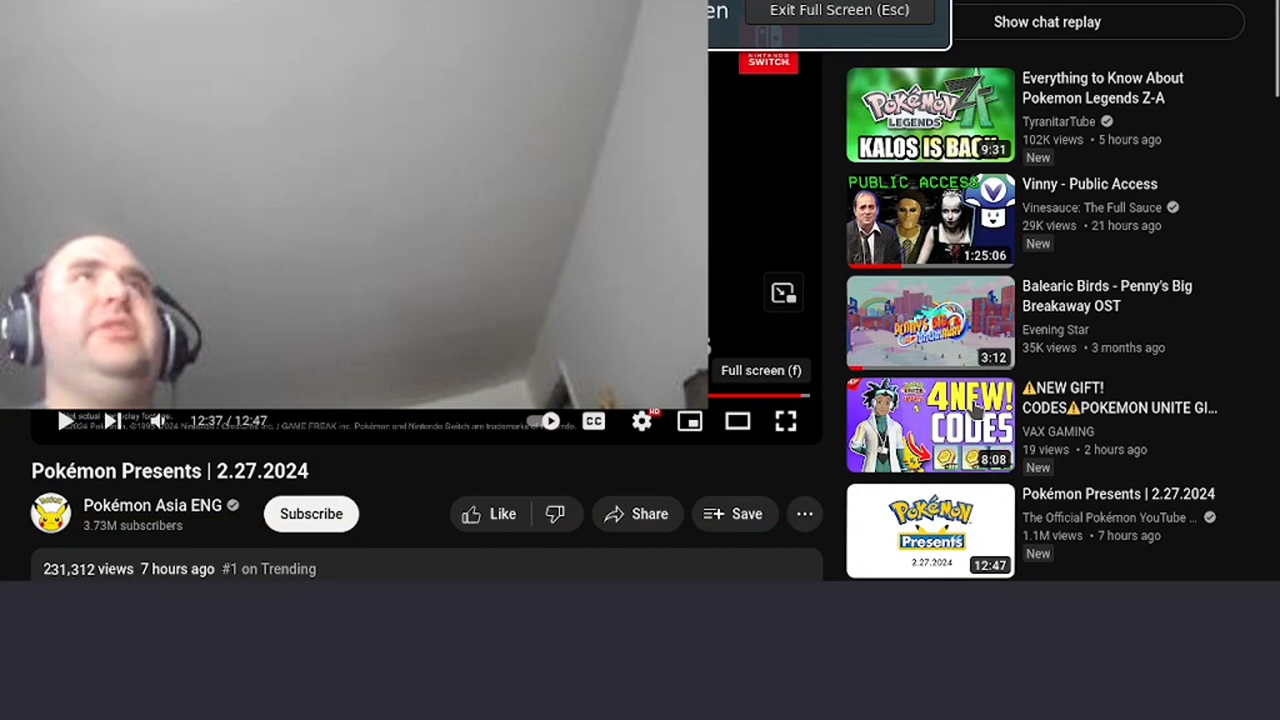 en
Exit Full Screen (Esc)
NINTENDO
SWITCH
Full screen (f)
12:37 / 12:47
CC
HD
Pokémon Presents | 2.27.2024
Pokémon Asia ENG
3.73M subscribers
Subscribe
Like
Share
Save
231,312 views 7 hours ago #1 on Trending
Show chat replay
POKéMON
LEGENDS
Z-A
KALOS IS BACK
9:31
Everything to Know About
Pokemon Legends Z-A
TyranitarTube
102K views • 5 hours ago
New
PUBLIC ACCESS
1:25:06
Vinny - Public Access
Vinesauce: The Full Sauce
29K views • 21 hours ago
New
3:12
Balearic Birds - Penny's Big
Breakaway OST
Evening Star
35K views • 3 months ago
4 NEW!
CODES
8:08
⚠NEW GIFT!
CODES⚠POKEMON UNITE GI...
VAX GAMING
19 views • 2 hours ago
New
POKéMON
Presents
2.27.2024
12:47
Pokémon Presents | 2.27.2024
The Official Pokémon YouTube ...
1.1M views • 7 hours ago
New